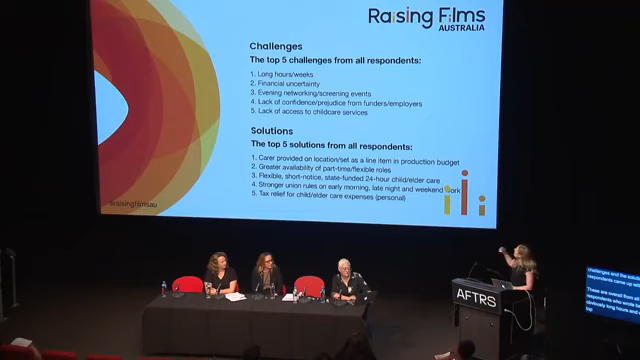 Raising Films
AUSTRALIA
Challenges
The top 5 challenges from all respondents:
1. Long hours/weeks
2. Financial uncertainty
3. Evening networking/screening events
4. Lack of confidence/prejudice from funders/employers
5. Lack of access to childcare services
Solutions
The top 5 solutions from all respondents:
1. Carer provided on location/set as a line item in production budget
2. Greater availability of part-time/flexible roles
3. Flexible, short-notice, state-funded 24-hour child/elder care
4. Stronger union rules on early morning, late night and weekend work
5. Tax relief for child/elder care expenses (personal)
#raisingfilmsau
AFTRS
challenges and the
respondents came up
These are overall from
respondents who wrote
obviously long hours and
top